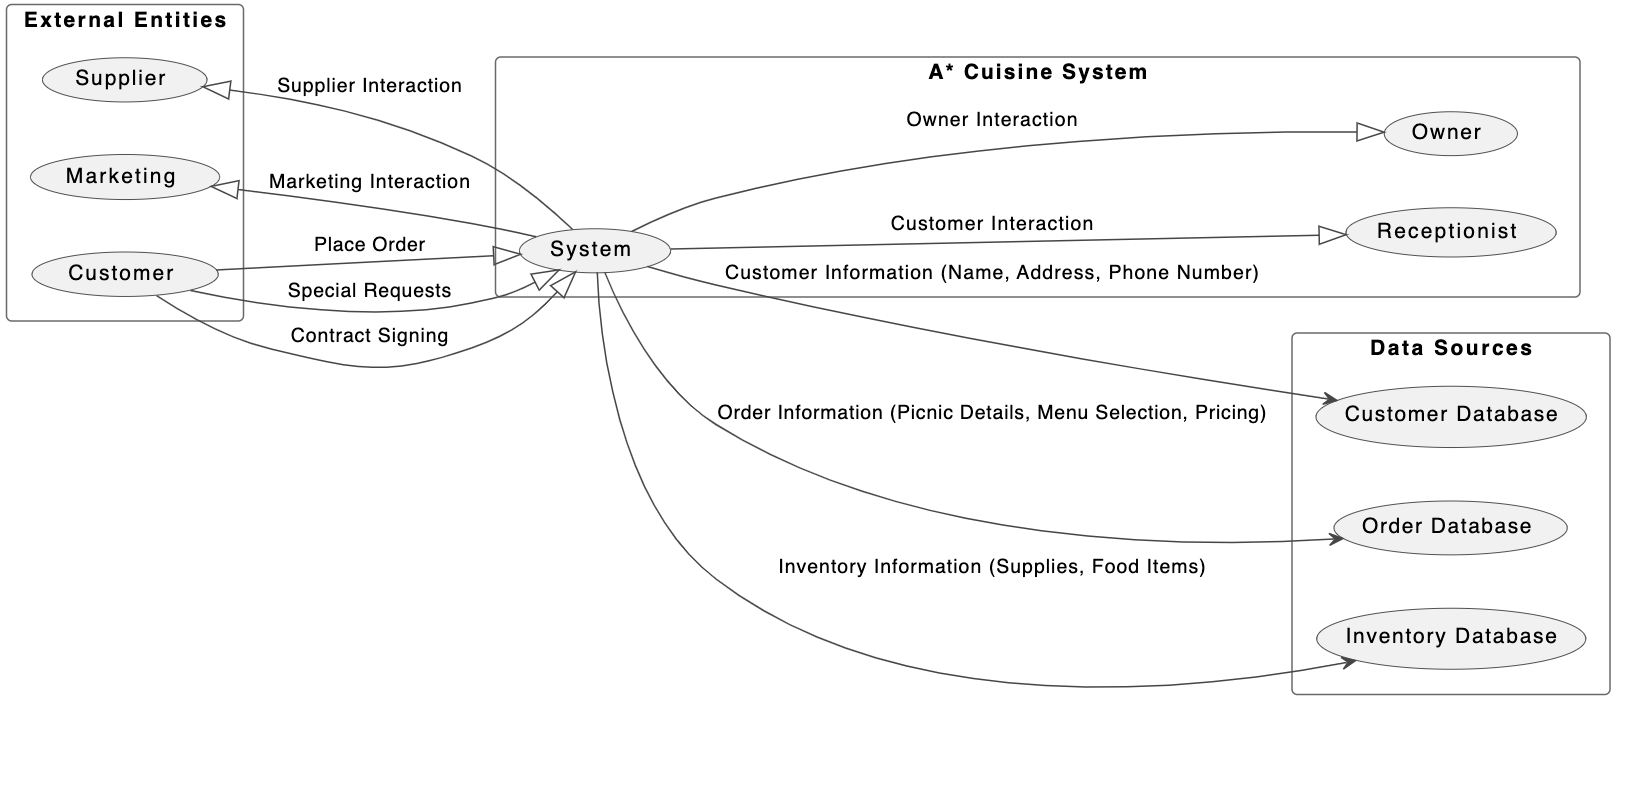 External Entities
Supplier
Marketing
Customer
Supplier Interaction
Marketing Interaction
Place Order
Special Requests
Contract Signing
A* Cuisine System
System
Owner Interaction
Owner
Customer Interaction
Receptionist
Customer Information (Name, Address, Phone Number)
Order Information (Picnic Details, Menu Selection, Pricing)
Inventory Information (Supplies, Food Items)
Data Sources
Customer Database
Order Database
Inventory Database